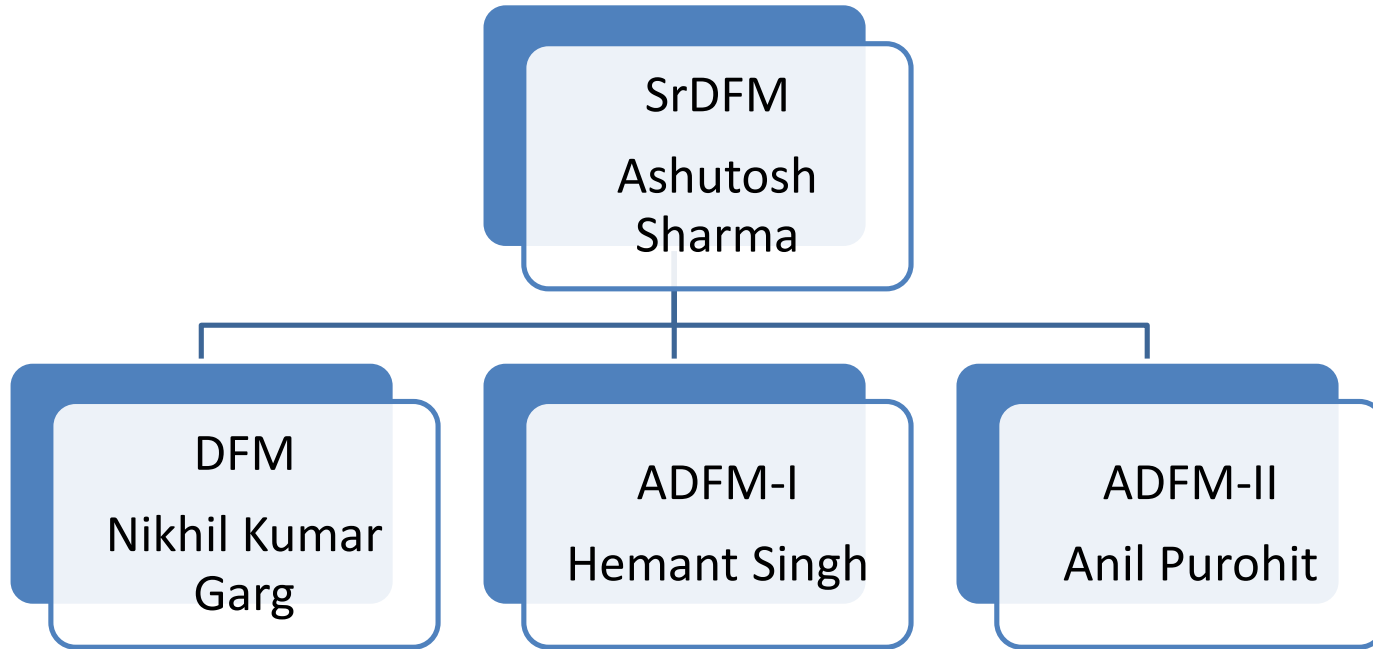 SrDFM
Ashutosh
Sharma
DFM
Nikhil Kumar
Garg
ADFM-I
Hemant Singh
ADFM-II
Anil Purohit